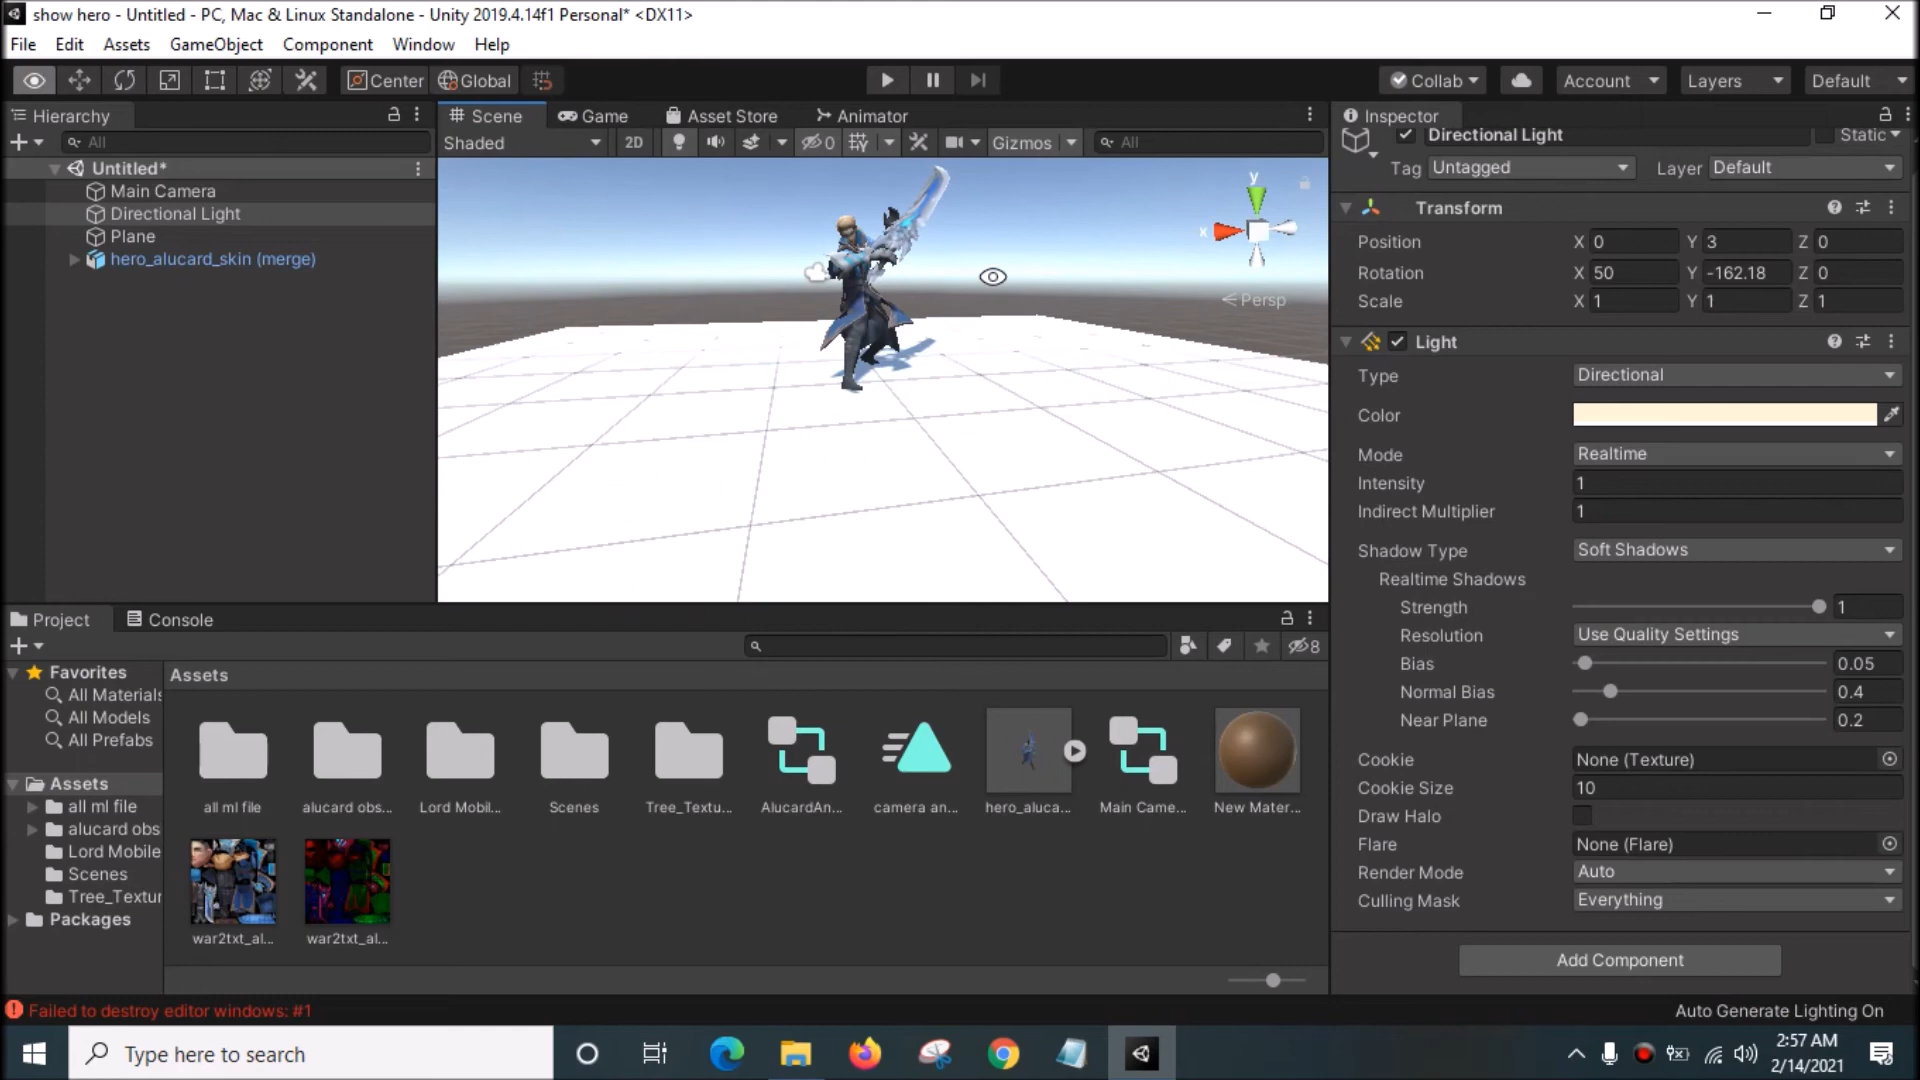 show hero - Untitled - PC, Mac & Linux Standalone - Unity 2019.4.14f1 Personal* <DX11>
File Edit Assets GameObject Component Window Help
Center Global Collab Account Layers Default
Hierarchy
All
Untitled*
Main Camera
Directional Light
Plane
hero_alucard_skin (merge)
Scene Game Asset Store Animator
Shaded 2D 0 Gizmos All
y
x
Persp
Inspector
Directional Light Static
Tag Untagged Layer Default
Transform
Position X 0 Y 3 Z 0
Rotation X 50 Y -162.18 Z 0
Scale X 1 Y 1 Z 1
Light
Type Directional
Color
Mode Realtime
Intensity 1
Indirect Multiplier 1
Shadow Type Soft Shadows
Realtime Shadows
Strength 1
Resolution Use Quality Settings
Bias 0.05
Normal Bias 0.4
Near Plane 0.2
Cookie None (Texture)
Cookie Size 10
Draw Halo
Flare None (Flare)
Render Mode Auto
Culling Mask Everything
Add Component
Project Console
8
Favorites
All Materials
All Models
All Prefabs
Assets
all ml file
alucard obs
Lord Mobile
Scenes
Tree_Textur
Packages
Assets
all ml file alucard obs... Lord Mobil... Scenes Tree_Textu... AlucardAn... camera an... hero_aluca... Main Came... New Mater...
war2txt_al... war2txt_al...
Failed to destroy editor windows: #1
Auto Generate Lighting On
Type here to search
2:57 AM
2/14/2021